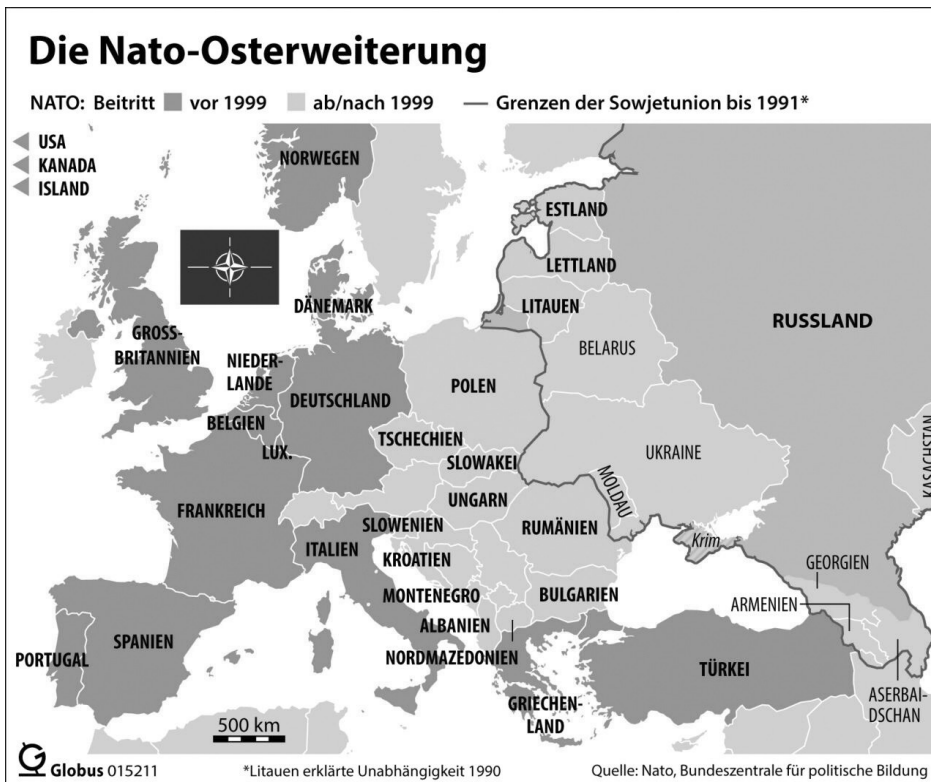 Die Nato-Osterweiterung
NATO: Beitritt vor 1999 ab/nach 1999 Grenzen der Sowjetunion bis 1991*
USA
KANADA
ISLAND
NORWEGEN
ESTLAND
LETTLAND
LITAUEN
DÄNEMARK
RUSSLAND
BELARUS
GROSS-
BRITANNIEN
NIEDER-
LANDE
POLEN
DEUTSCHLAND
BELGIEN
LUX.
TSCHECHIEN
UKRAINE
SLOWAKEI
KASACHSTAN
MOLDAU
UNGARN
FRANKREICH
SLOWENIEN
RUMÄNIEN
ITALIEN
Krim
KROATIEN
GEORGIEN
MONTENEGRO
BULGARIEN
ARMENIEN
ALBANIEN
SPANIEN
PORTUGAL
NORDMAZEDONIEN
TÜRKEI
ASERBAI-
DSCHAN
GRIECHEN-
LAND
500 km
Globus 015211 *Litauen erklärte Unabhängigkeit 1990 Quelle: Nato, Bundeszentrale für politische Bildung